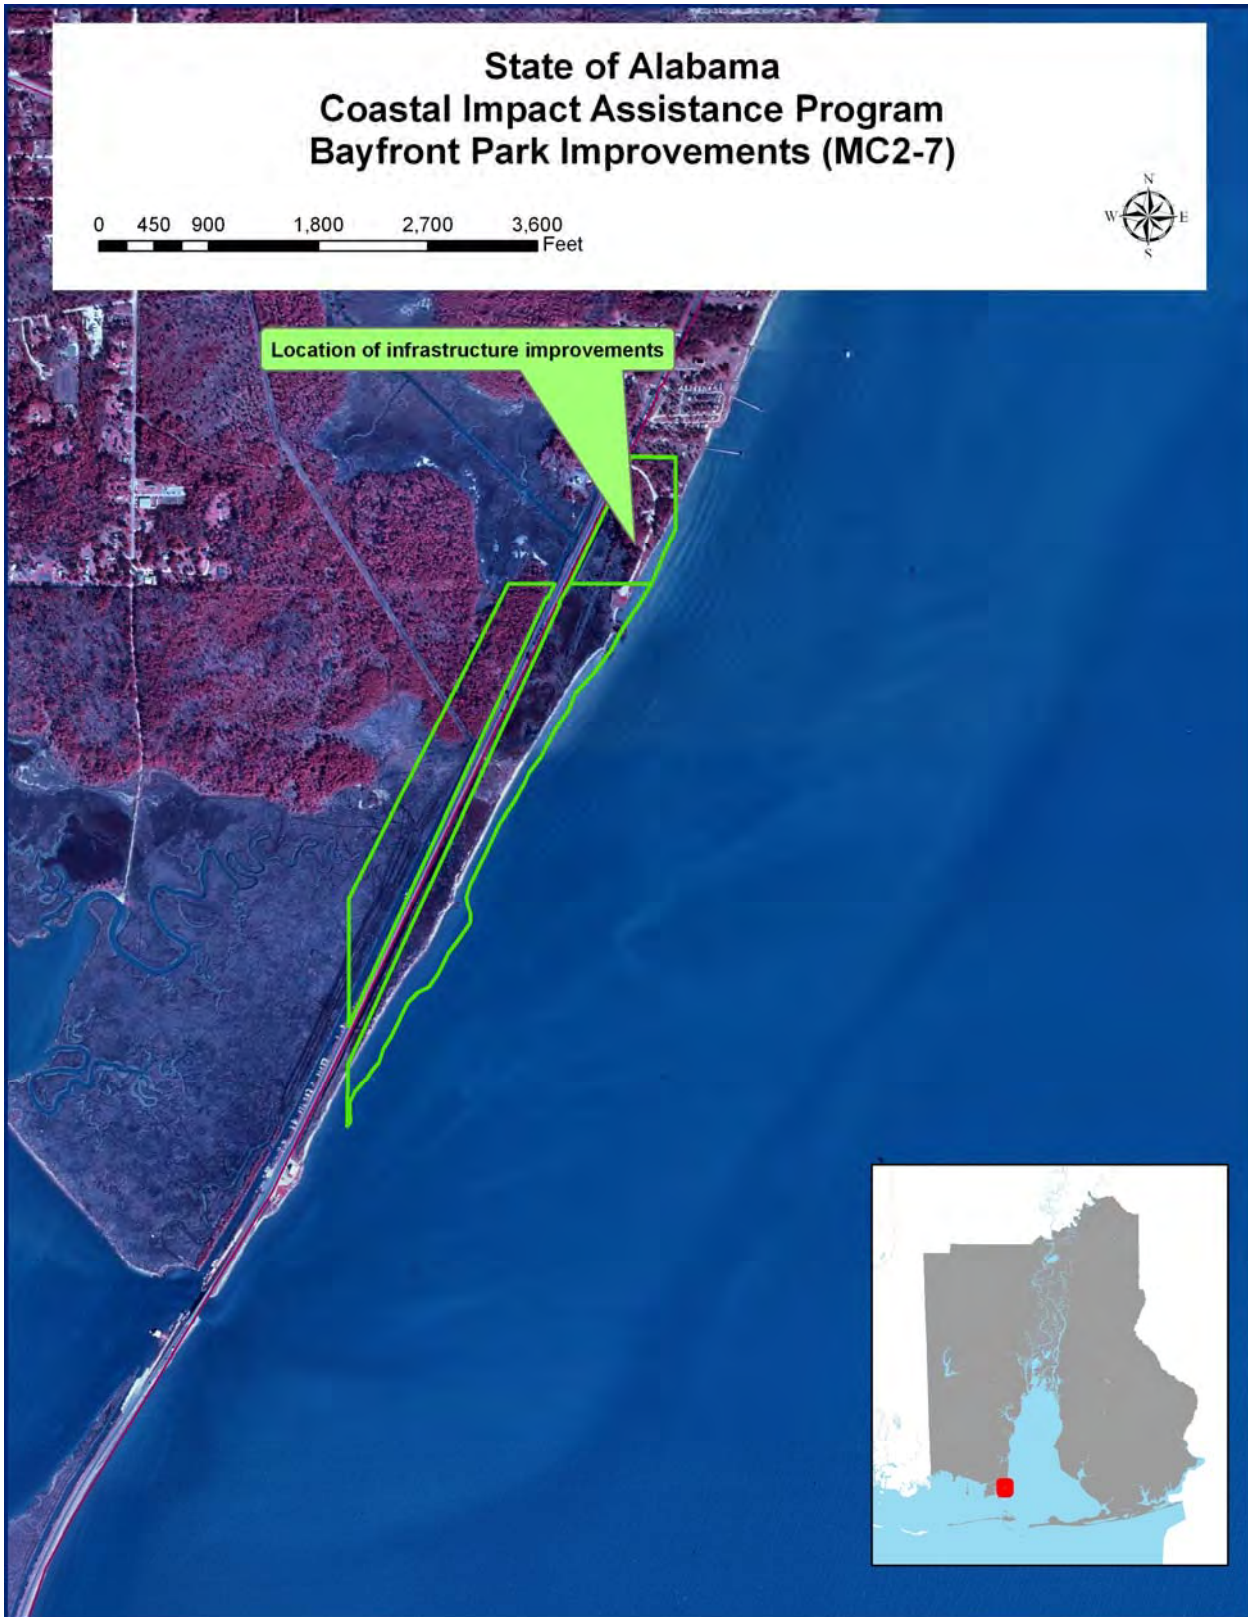 State of Alabama
Coastal Impact Assistance Program
Bayfront Park Improvements (MC2-7)
N
W E
S
0 450 900 1,800 2,700 3,600
Feet
Location of infrastructure improvements